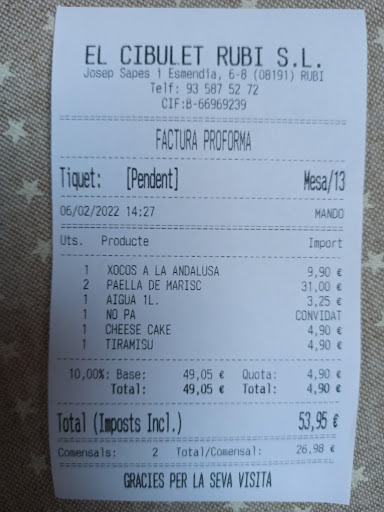 EL CIBULET RUBI S.L.
Josep Sapes i Esmendia, 6-8 (08191) RUBI
Telf: 93 587 52 72
CIF:B-66969239
FACTURA PROFORMA
Tiquet: [Pendent] Mesa/13
06/02/2022 14:27 MANDO
Uts. Producte Import
1 XOCOS A LA ANDALUSA 9,90 €
2 PAELLA DE MARISC 31,00 €
1 AIGUA 1L. 3,25 €
1 NO PA CONVIDAT
1 CHEESE CAKE 4,90 €
1 TIRAMISU 4,90 €
10,00%: Base: 49,05 € Quota: 4,90 €
Total: 49,05 € Total: 4,90 €
Total (Imposts Incl.) 53,95 €
Comensals: 2 Total/Comensal: 26,98 €
GRACIES PER LA SEVA VISITA